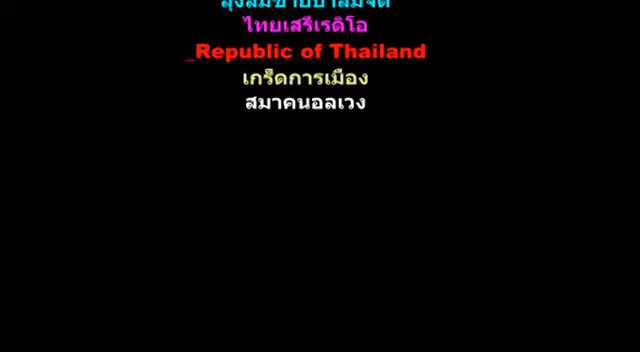 ไทยเสรีเรดิโอ
_Republic of Thailand
เกร็ดการเมือง
สมาคนอลเวง